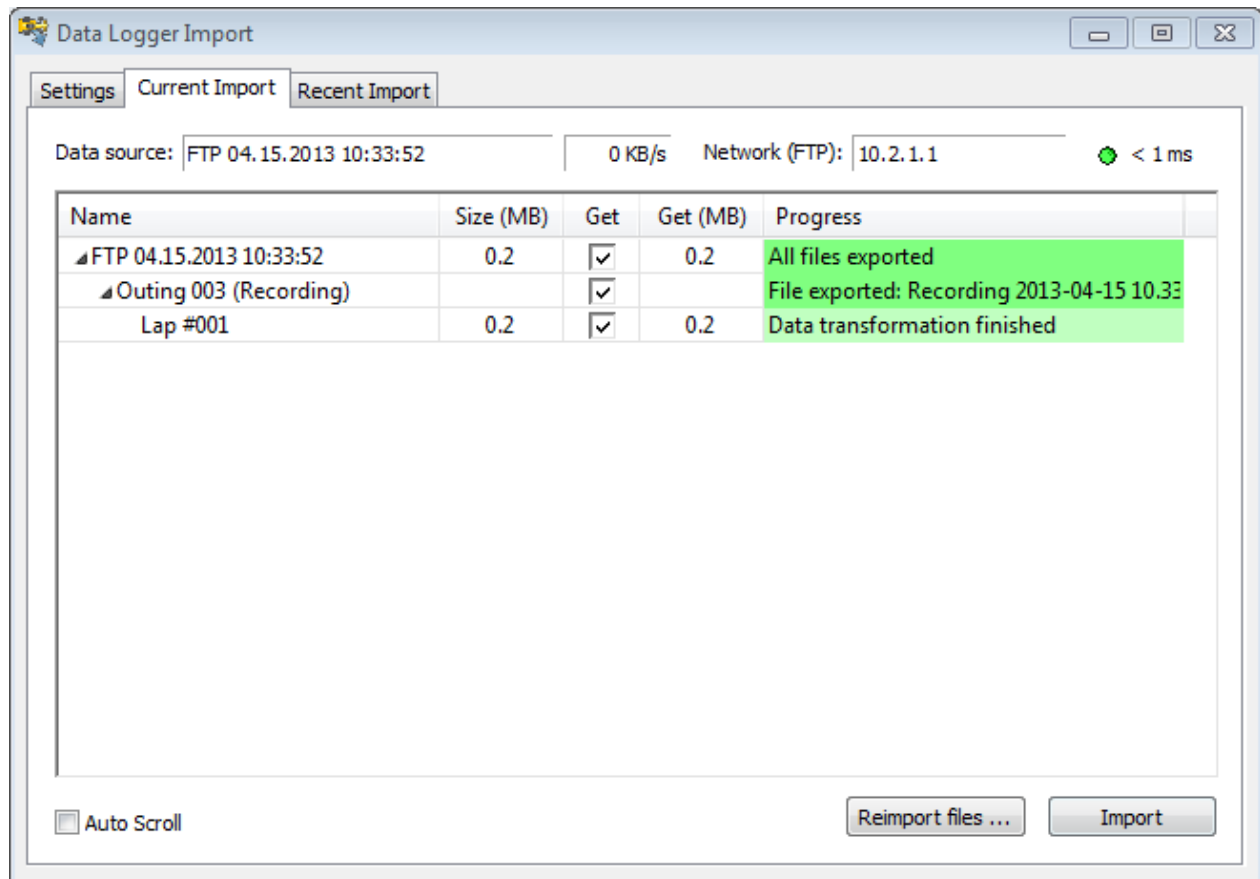 Data Logger Import
Settings Current Import Recent Import
Data source: FTP 04.15.2013 10:33:52 0 KB/s Network (FTP): 10.2.1.1 < 1 ms
Name Size (MB) Get Get (MB) Progress
FTP 04.15.2013 10:33:52 0.2 0.2 All files exported
Outing 003 (Recording) File exported: Recording 2013-04-15 10.33
Lap #001 0.2 0.2 Data transformation finished
Auto Scroll Reimport files ... Import